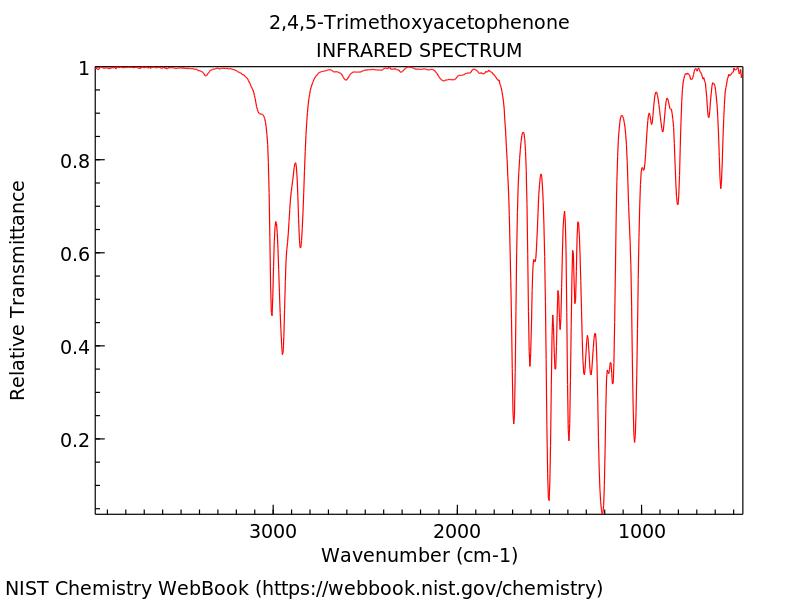 2,4,5-Trimethoxyacetophenone
INFRARED SPECTRUM
1
0.8
0.6
0.4
0.2
Relative Transmittance
3000 2000 1000
Wavenumber (cm-1)
NIST Chemistry WebBook (https://webbook.nist.gov/chemistry)